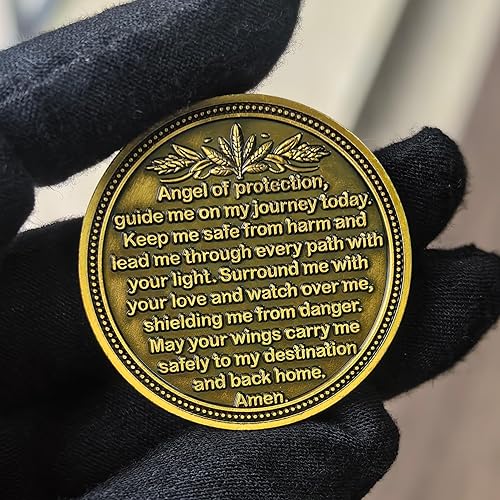 Angel of protection,
guide me on my journey today.
Keep me safe from harm and
lead me through every path with
your light. Surround me with
your love and watch over me,
shielding me from danger.
May your wings carry me
safely to my destination
and back home.
Amen.